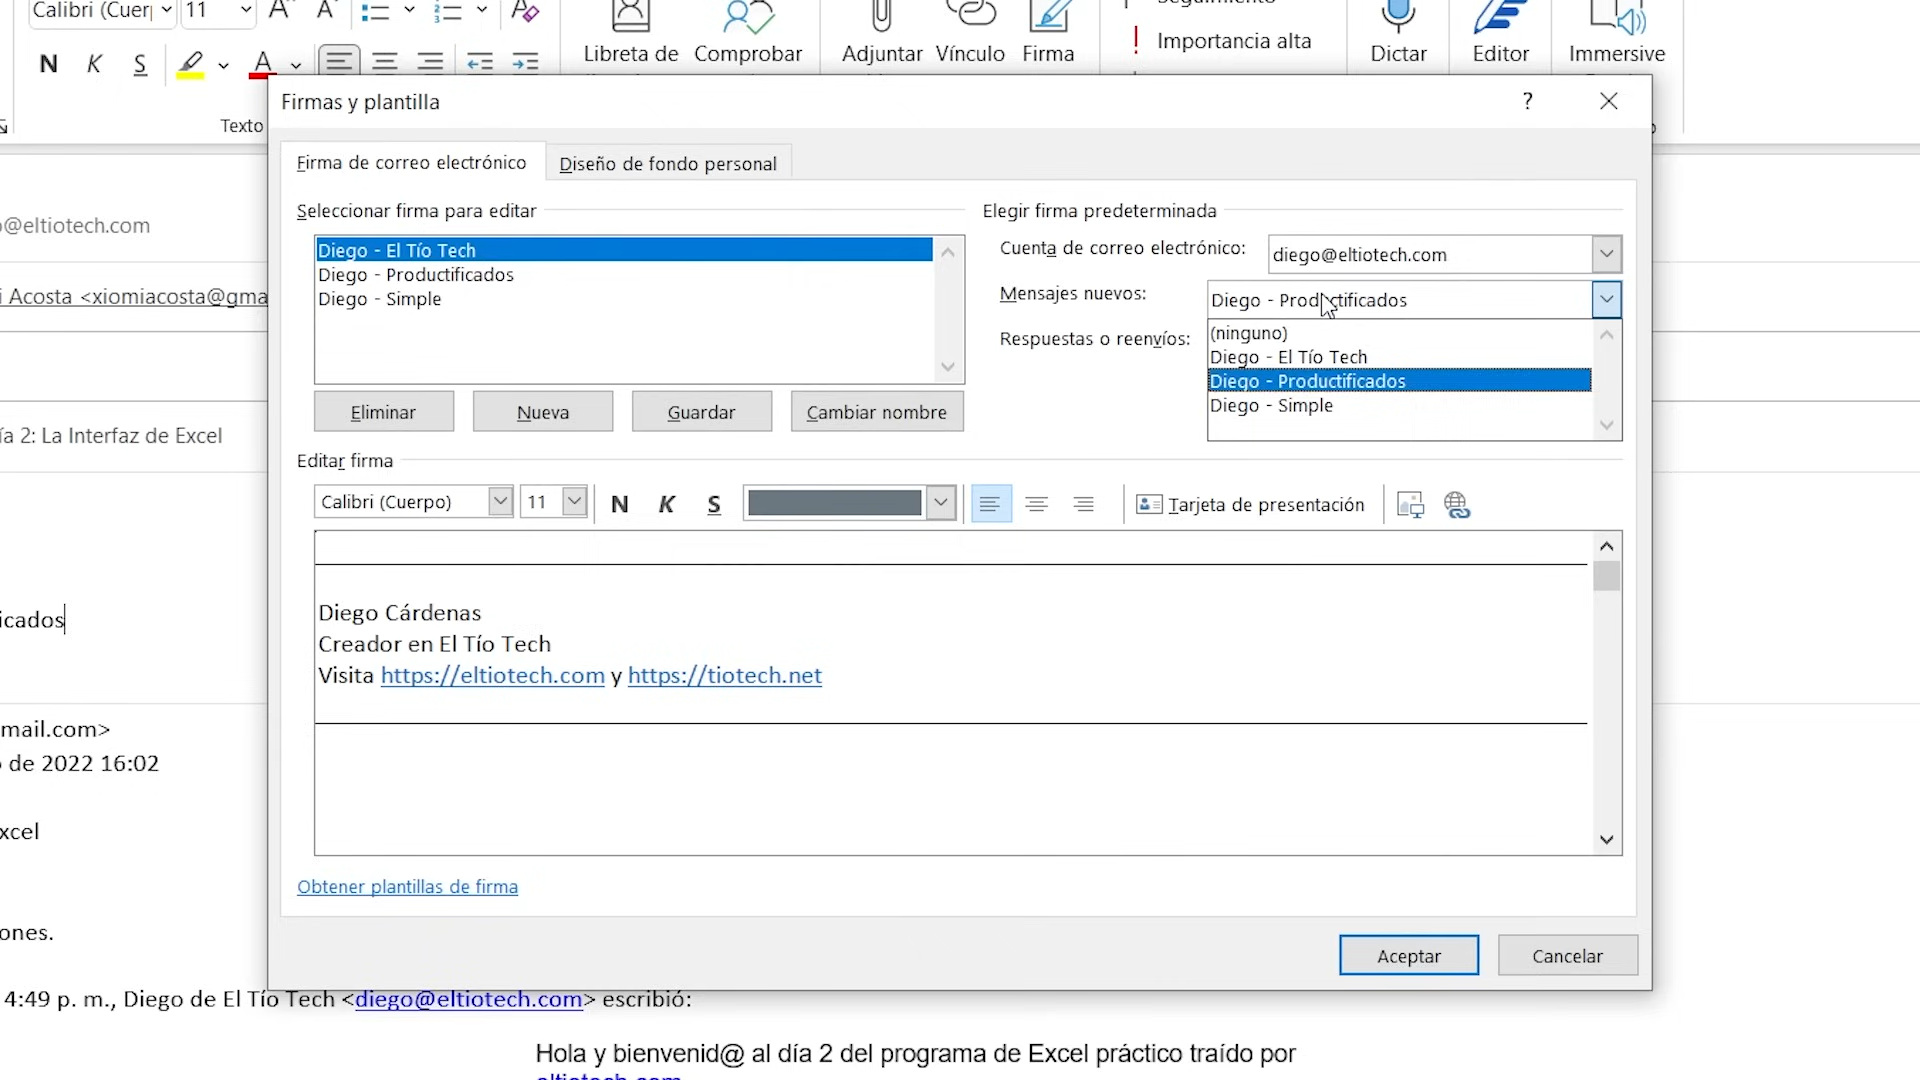 Calibri (Cuer
11
A
A
A
N K S
A
Texto
Libreta de
Comprobar
Adjuntar
Vínculo
Firma
Seguimiento
Importancia alta
Dictar
Editor
Immersive
Firmas y plantilla
?
Firma de correo electrónico
Diseño de fondo personal
Seleccionar firma para editar
Diego - El Tío Tech
Diego - Productificados
Diego - Simple
Eliminar
Nueva
Guardar
Cambiar nombre
Elegir firma predeterminada
Cuenta de correo electrónico:
diego@eltiotech.com
Mensajes nuevos:
Diego - Productificados
Respuestas o reenvíos:
(ninguno)
Diego - El Tío Tech
Diego - Productificados
Diego - Simple
Editar firma
Calibri (Cuerpo)
11
N K S
Tarjeta de presentación
Diego Cárdenas
Creador en El Tío Tech
Visita https://eltiotech.com y https://tiotech.net
Obtener plantillas de firma
Aceptar
Cancelar
@eltiotech.com
i Acosta <xiomiacosta@gma
ía 2: La Interfaz de Excel
icados
mail.com>
de 2022 16:02
xcel
ones.
4:49 p. m., Diego de El Tío Tech <diego@eltiotech.com> escribió:
Hola y bienvenid@ al día 2 del programa de Excel práctico traído por
eltiotech.com